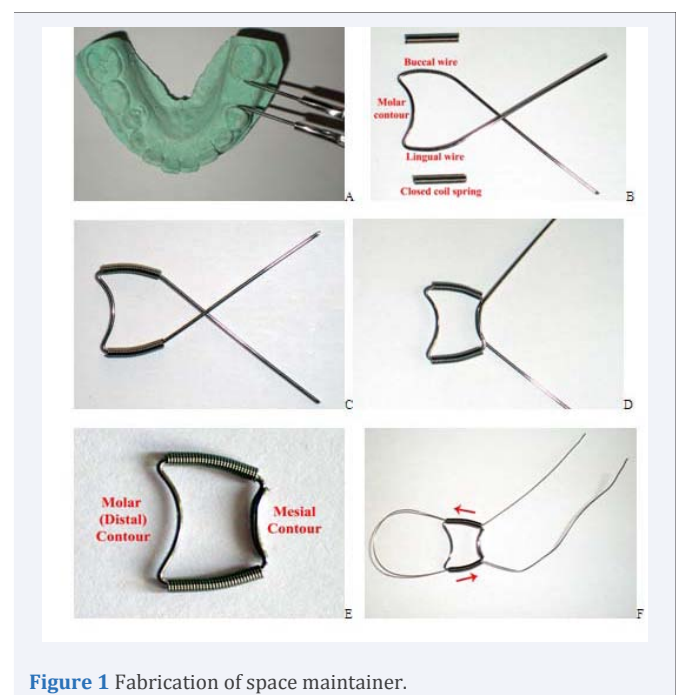 A
Buccal wire
Molar
contour
Lingual wire
Closed coil spring
B
C
D
Molar
(Distal)
Contour
Mesial
Contour
E
F
Figure 1 Fabrication of space maintainer.